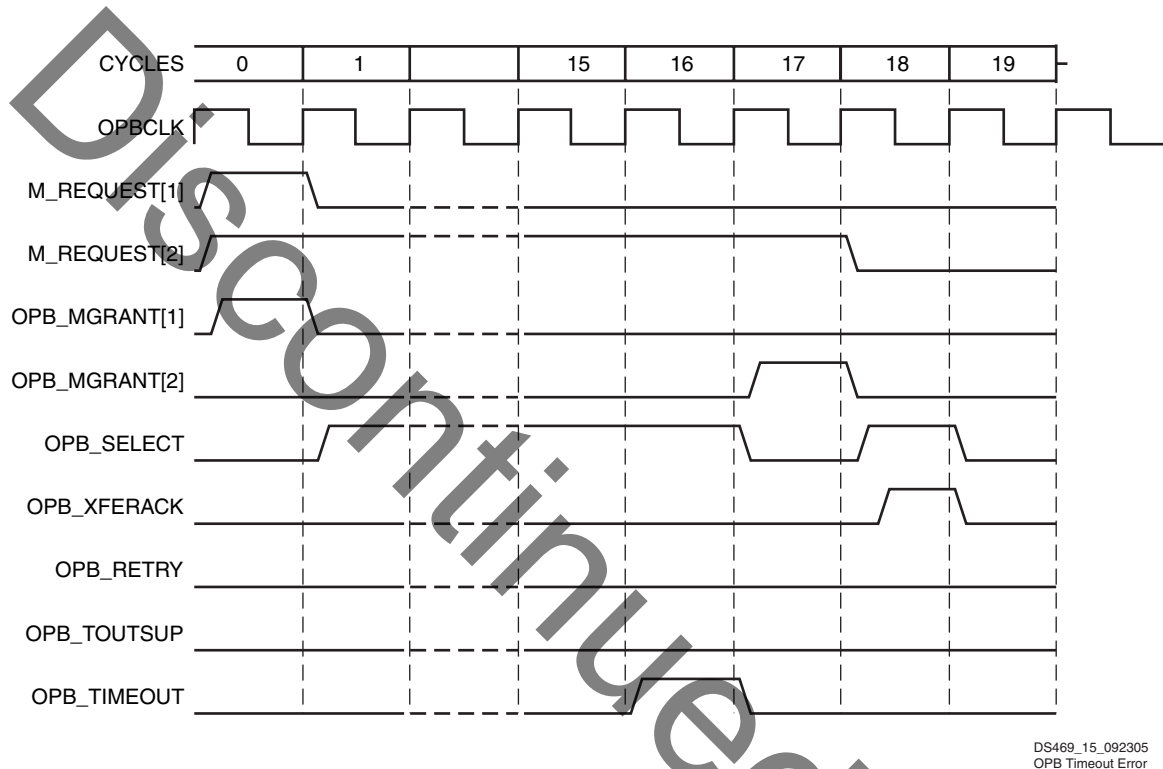 CYCLES 0 1 15 16 17 18 19
OPBCLK
M_REQUEST[1]
M_REQUEST[2]
OPB_MGRANT[1]
OPB_MGRANT[2]
OPB_SELECT
OPB_XFERACK
OPB_RETRY
OPB_TOUTSUP
OPB_TIMEOUT
DS469_15_092305
OPB Timeout Error
Discontinue